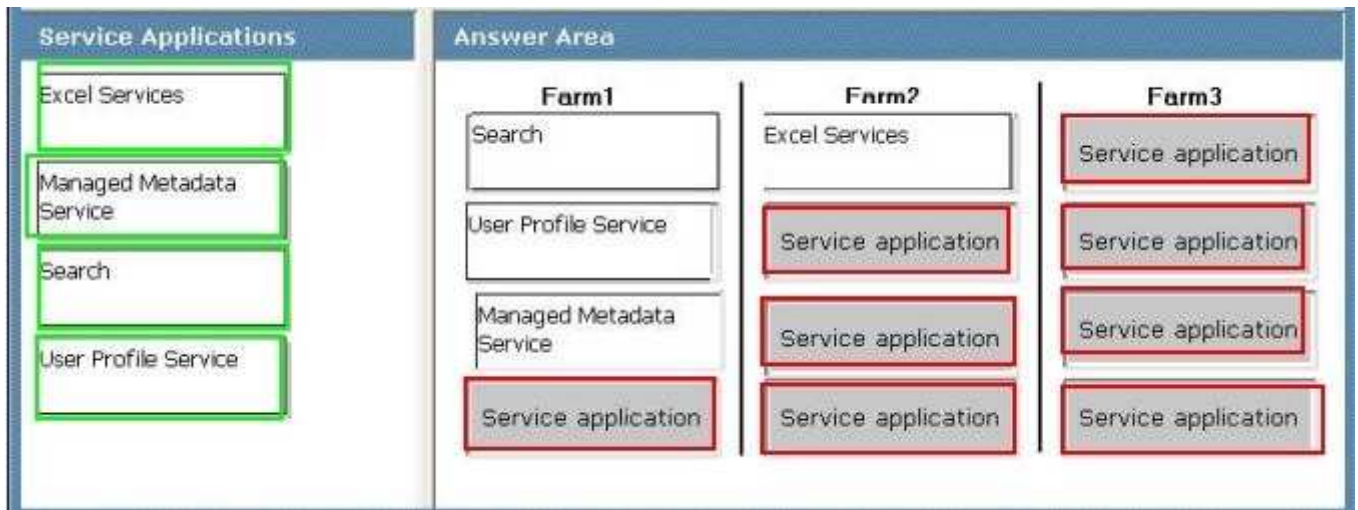 Service Applications
Excel Services
Managed Metadata
Service
Search
User Profile Service
Answer Area
Farm1
Search
User Profile Service
Managed Metadata
Service
Service application
Farm2
Excel Services
Service application
Service application
Service application
Farm3
Service application
Service application
Service application
Service application